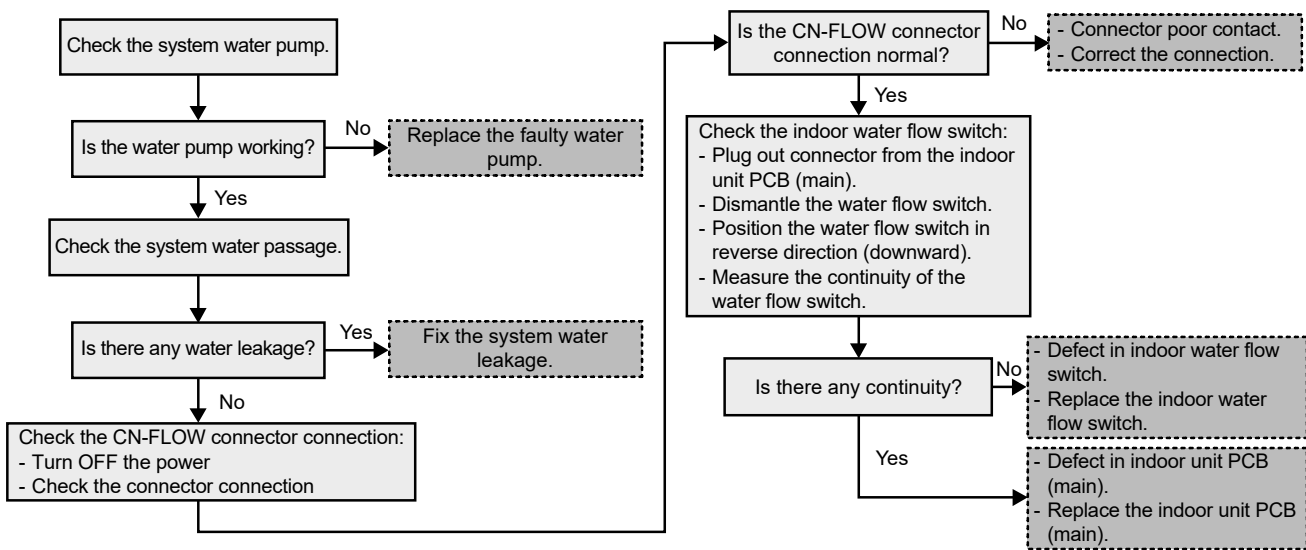 Check the system water pump.
Is the water pump working?
No
Replace the faulty water
pump.
Yes
Check the system water passage.
Is there any water leakage?
Yes
Fix the system water
leakage.
No
Check the CN-FLOW connector connection:
- Turn OFF the power
- Check the connector connection
Is the CN-FLOW connector
connection normal?
No
- Connector poor contact.
- Correct the connection.
Yes
Check the indoor water flow switch:
- Plug out connector from the indoor
unit PCB (main).
- Dismantle the water flow switch.
- Position the water flow switch in
reverse direction (downward).
- Measure the continuity of the
water flow switch.
Is there any continuity?
No
- Defect in indoor water flow
switch.
- Replace the indoor water
flow switch.
Yes
- Defect in indoor unit PCB
(main).
- Replace the indoor unit PCB
(main).